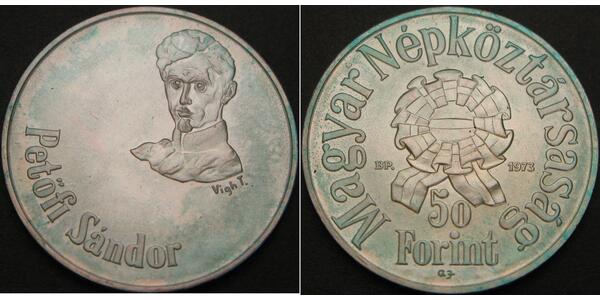 Petőfi Sándor
Vigh T.
Magyar Népköztársaság
BP. 1973
50
Forint